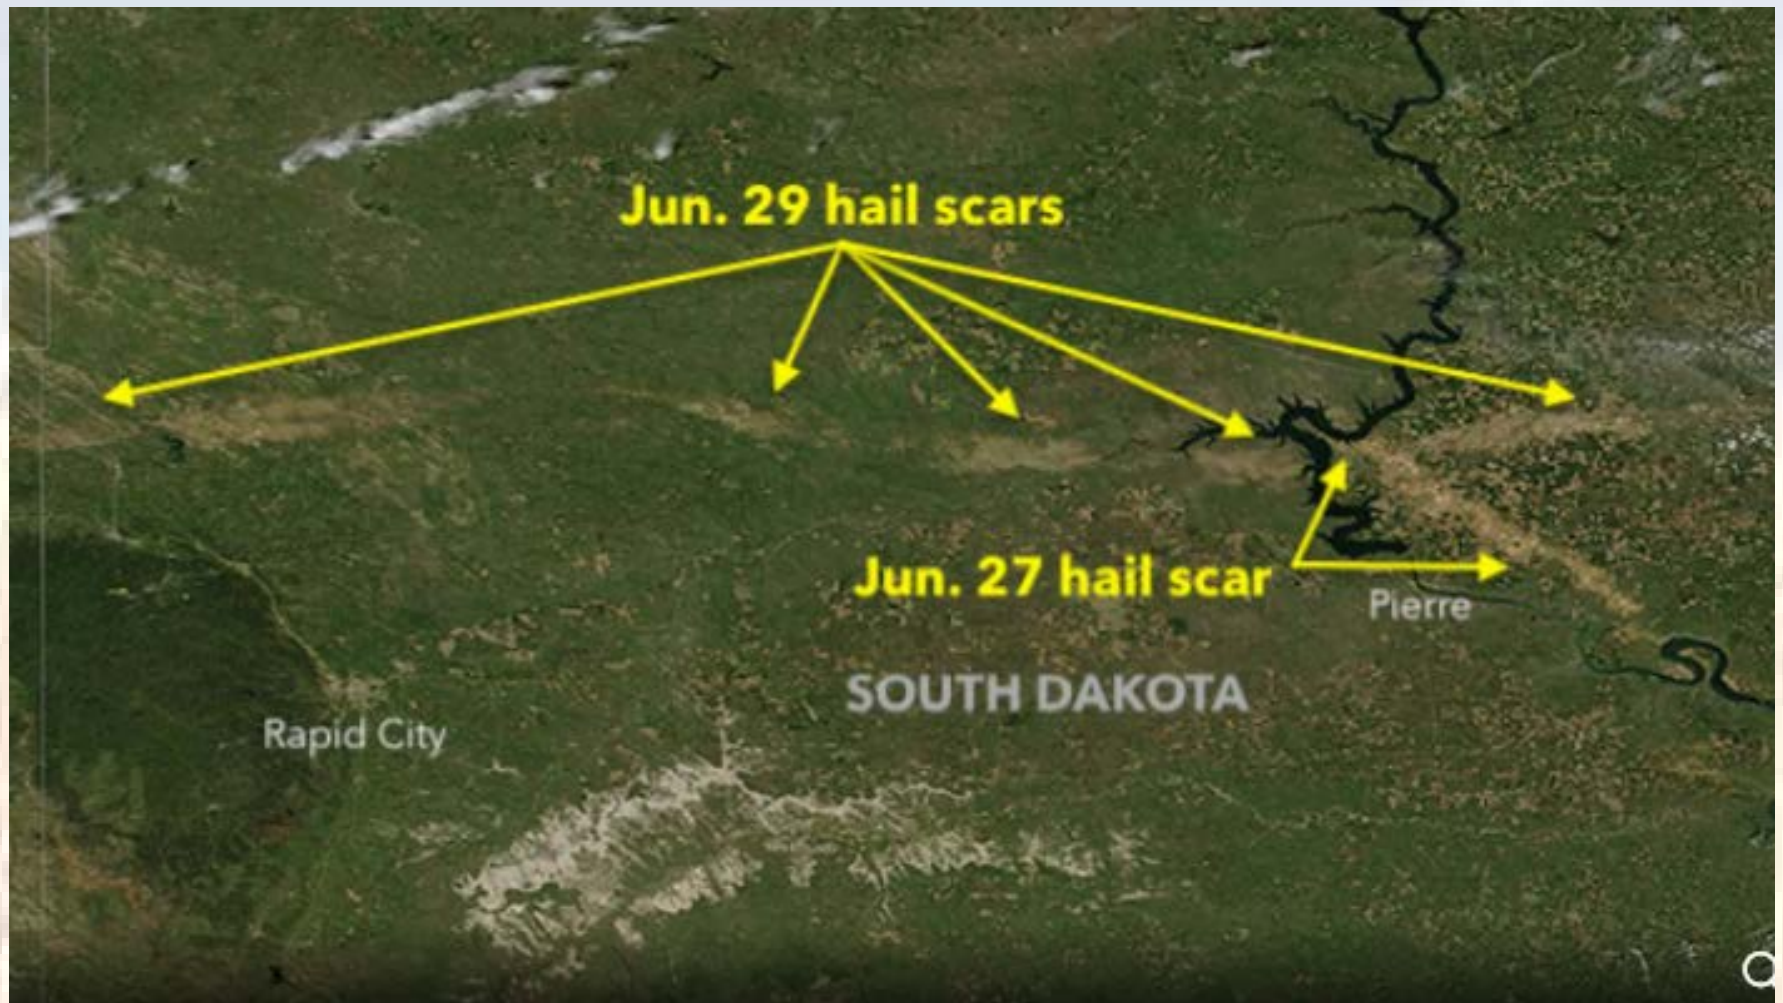 Jun. 29 hail scars
Jun. 27 hail scar
Pierre
SOUTH DAKOTA
Rapid City